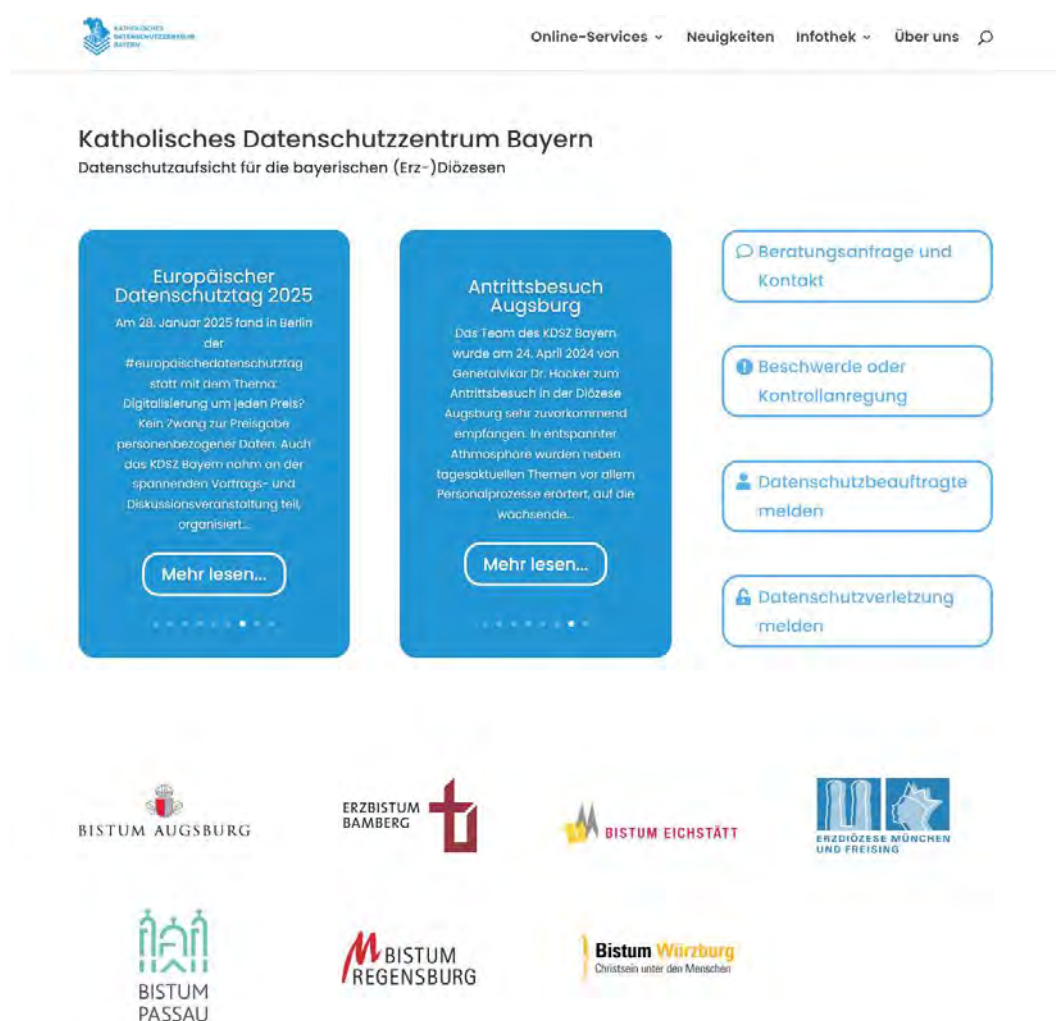 KATHOLISCHES
DATENSCHUTZZENTRUM
BAYERN
Online-Services
Neuigkeiten
Infothek
Über uns
Katholisches Datenschutzzentrum Bayern
Datenschutzaufsicht für die bayerischen (Erz-)Diözesen
Europäischer
Datenschutztag 2025
Am 28. Januar 2025 fand in Berlin
der
#europäischedatenschutztag
statt mit dem Thema:
Digitalisierung um jeden Preis?
Kein Zwang zur Preisgabe
personenbezogener Daten. Auch
das KDSZ Bayern nahm an der
spannenden Vortrags- und
Diskussionsveranstaltung teil,
organisiert...
Mehr lesen...
Antrittsbesuch
Augsburg
Das Team des KDSZ Bayern
wurde am 24. April 2024 von
Generalvikar Dr. Hacker zum
Antrittsbesuch in der Diözese
Augsburg sehr zuvorkommend
empfangen. In entspannter
Athmosphäre wurden neben
tagesaktuellen Themen vor allem
Personalprozesse erörtert, auf die
wachsende...
Mehr lesen...
Beratungsanfrage und
Kontakt
Beschwerde oder
Kontrollanregung
Datenschutzbeauftragte
melden
Datenschutzverletzung
melden
BISTUM AUGSBURG
ERZBISTUM
BAMBERG
BISTUM EICHSTÄTT
ERZDIÖZESE MÜNCHEN
UND FREISING
BISTUM
PASSAU
BISTUM
REGENSBURG
Bistum Würzburg
Christsein unter den Menschen